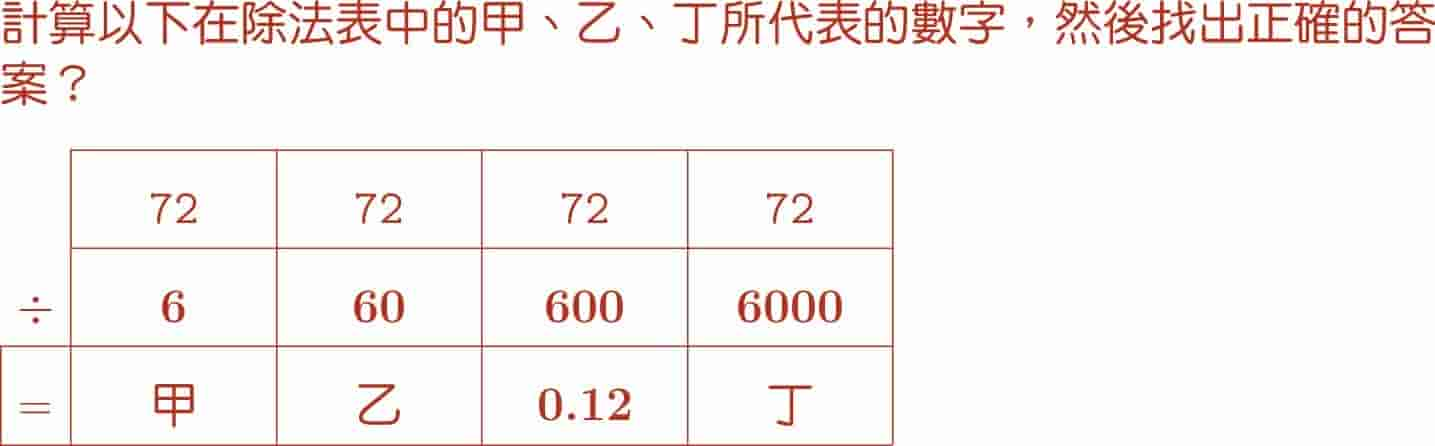 計算以下在除法表中的甲、乙、丁所代表的數字，然後找出正確的答
案？
72 72 72 72
÷ 6 60 600 6000
= 甲 乙 0.12 丁